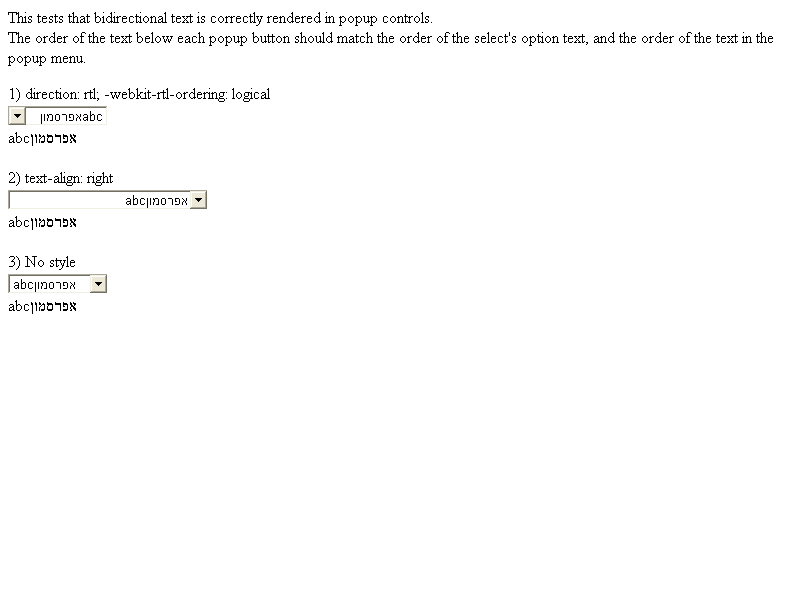 This tests that bidirectional text is correctly rendered in popup controls.
The order of the text below each popup button should match the order of the select's option text, and the order of the text in the
popup menu.
1) direction: rtl; -webkit-rtl-ordering: logical
abcאפרסמון
abcאפרסמון
2) text-align: right
abcאפרסמון
abcאפרסמון
3) No style
abcאפרסמון
abcאפרסמון